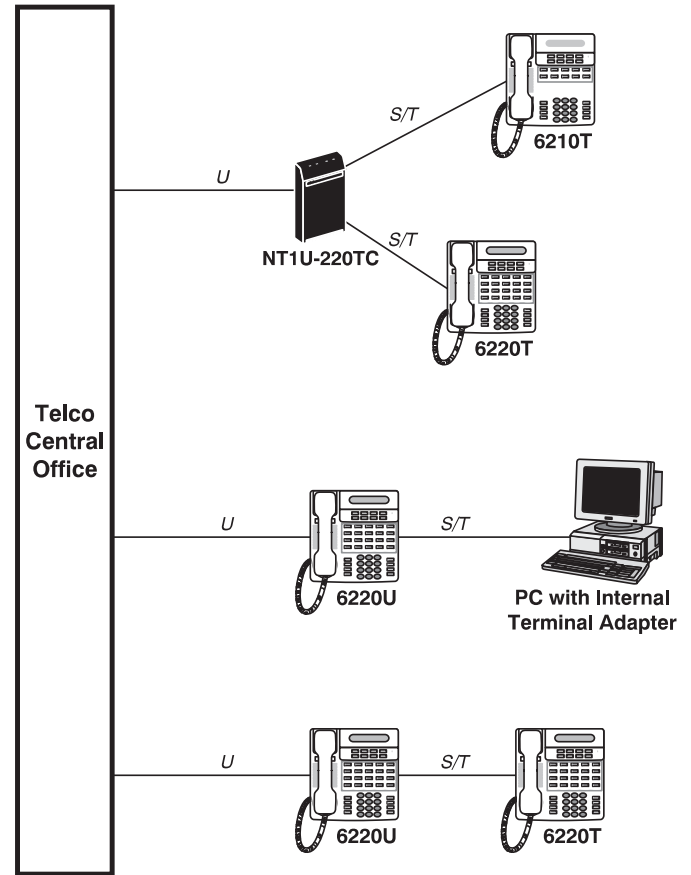 S/T
6210T
U
NT1U-220TC
S/T
6220T
Telco
Central
Office
U
6220U
S/T
PC with Internal
Terminal Adapter
U
6220U
S/T
6220T